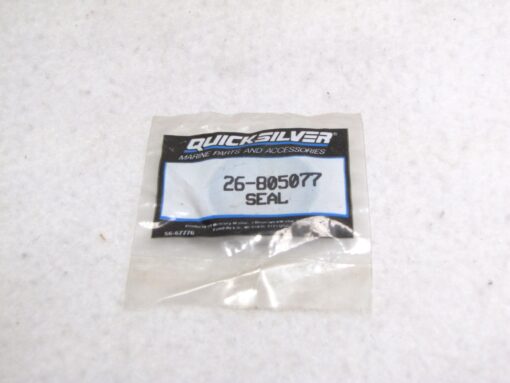 QUICKSILVER
MARINE PARTS AND ACCESSORIES
26-805077
SEAL